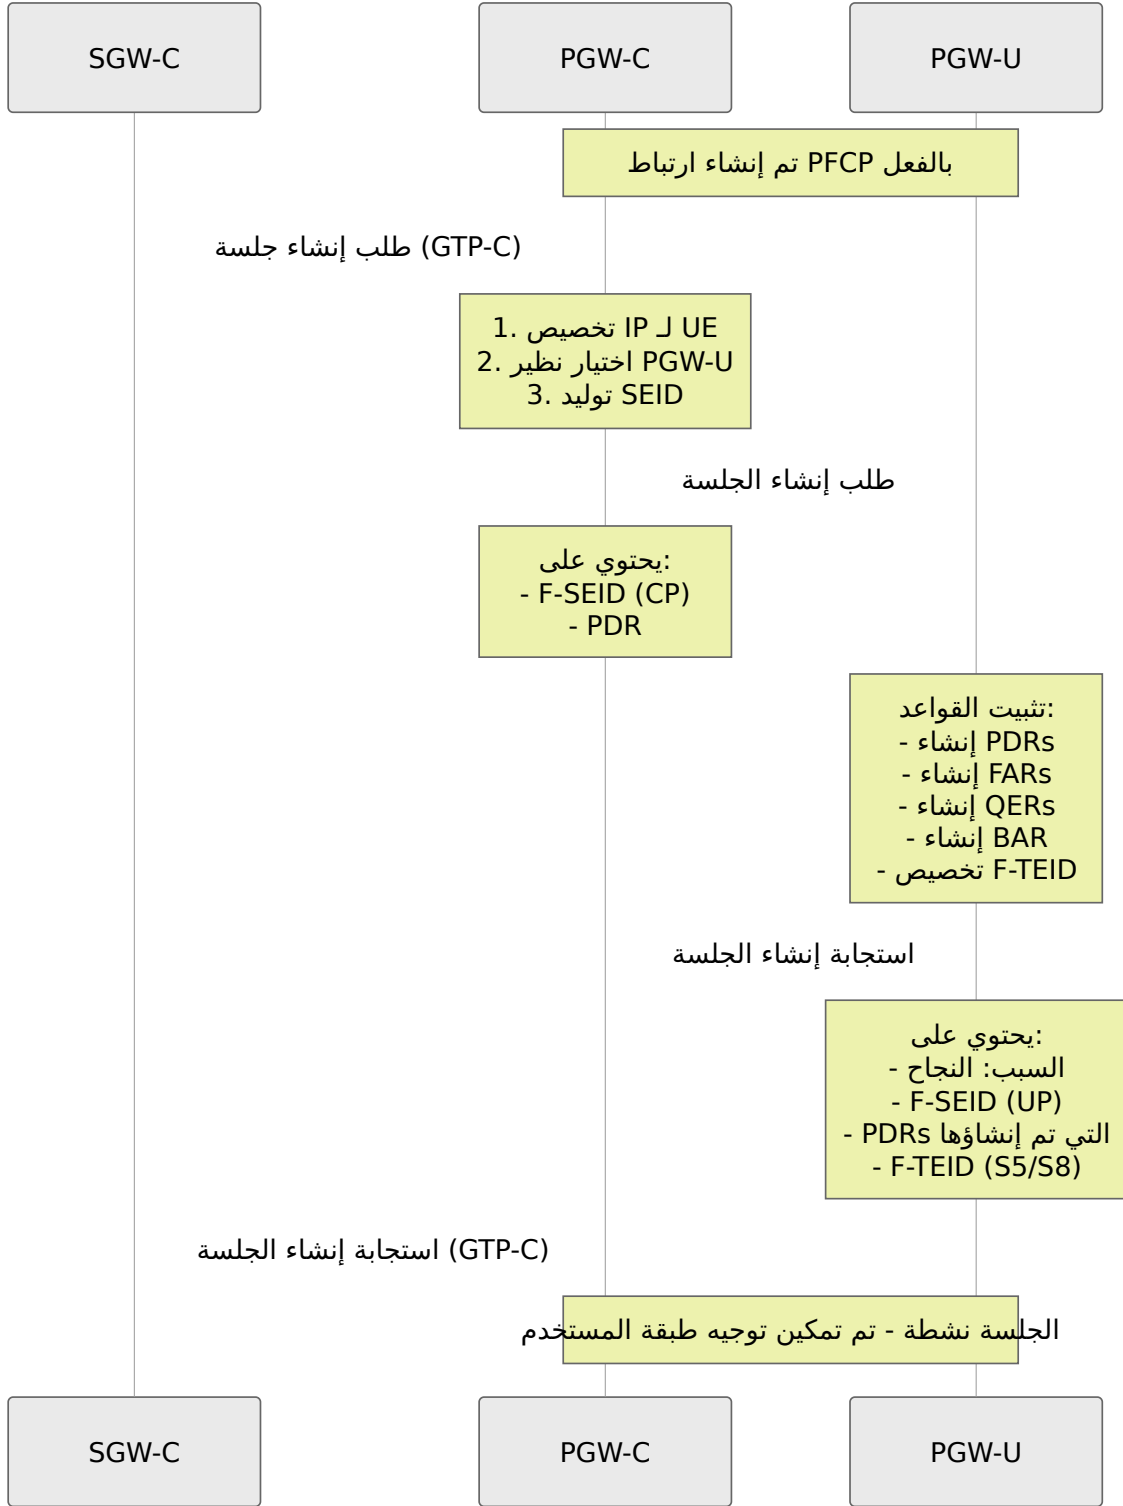 SGW-C
PGW-C
PGW-U
تم إنشاء ارتباط PFCP بالفعل
طلب إنشاء جلسة (GTP-C)
1. تخصيص IP لـ UE
2. اختيار نظير PGW-U
3. توليد SEID
طلب إنشاء الجلسة
يحتوي على:
- F-SEID (CP)
- PDR
تثبيت القواعد:
- إنشاء PDRs
- إنشاء FARs
- إنشاء QERs
- إنشاء BAR
- تخصيص F-TEID
استجابة إنشاء الجلسة
يحتوي على:
- السبب: النجاح
- F-SEID (UP)
- PDRs التي تم إنشاؤها
- F-TEID (S5/S8)
استجابة إنشاء الجلسة (GTP-C)
الجلسة نشطة - تم تمكين توجيه طبقة المستخدم
SGW-C
PGW-C
PGW-U